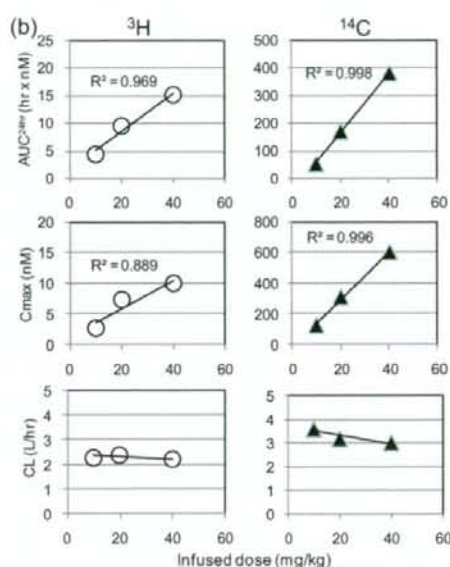 (b)
³H
¹⁴C
AUC²⁴ʰʳ (hr x nM)
25
20
15
10
5
0
R² = 0.969
0 20 40 60
500
400
300
200
100
0
R² = 0.998
0 20 40 60
Cmax (nM)
20
15
10
5
0
R² = 0.889
0 20 40 60
800
600
400
200
0
R² = 0.996
0 20 40 60
CL (L/hr)
5
4
3
2
1
0
0 20 40 60
5
4
3
2
1
0
0 20 40 60
Infused dose (mg/kg)